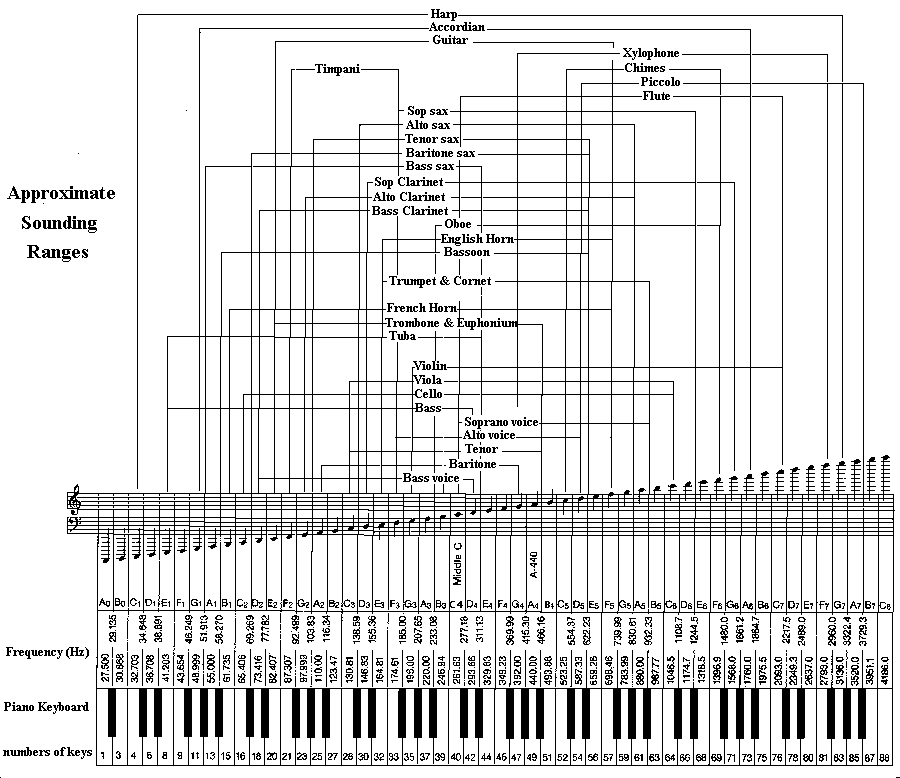 Harp
Accordian
Guitar
Xylophone
Timpani
Chimes
Piccolo
Flute
Sop sax
Alto sax
Tenor sax
Baritone sax
Bass sax
Sop Clarinet
Alto Clarinet
Bass Clarinet
Approximate
Sounding
Ranges
Oboe
English Horn
Bassoon
Trumpet & Cornet
French Horn
Trombone & Euphonium
Tuba
Violin
Viola
Cello
Bass
Soprano voice
Alto voice
Tenor
Baritone
Bass voice
Middle C
A-440
A0 B0 C1 D1 E1 F1 G1 A1 B1 C2 D2 E2 F2 G2 A2 B2 C3 D3 E3 F3 G3 A3 B3 C4 D4 E4 F4 G4 A4 B4 C5 D5 E5 F5 G5 A5 B5 C6 D6 E6 F6 G6 A6 B6 C7 D7 E7 F7 G7 A7 B7 C8
29.135 34.648 38.891 46.249 51.913 58.270 69.269 77.782 92.499 103.83 116.54 138.59 155.56 185.00 207.65 233.08 277.18 311.13 369.99 415.30 466.16 554.37 622.23 739.99 830.61 932.33 1108.7 1244.5 1480.0 1661.2 1864.7 2217.5 2489.0 2960.0 3322.4 3729.3
Frequency (Hz)
27.500 30.868 32.703 36.708 41.203 43.654 48.999 55.000 61.735 65.406 73.416 82.407 87.307 97.999 110.00 123.47 130.81 146.83 164.81 174.61 196.00 220.00 246.94 261.63 293.66 329.63 349.23 392.00 440.00 493.88 523.25 587.33 659.26 698.46 783.99 880.00 987.77 1046.5 1174.7 1318.5 1396.9 1568.0 1760.0 1975.5 2093.0 2349.3 2637.0 2793.0 3136.0 3520.0 3951.1 4186.0
Piano Keyboard
numbers of keys 1 3 4 6 8 9 11 13 15 16 18 20 21 23 25 27 28 30 32 33 35 37 39 40 42 44 45 47 49 51 52 54 56 57 59 61 63 64 66 68 69 71 73 75 76 78 80 81 83 85 87 88